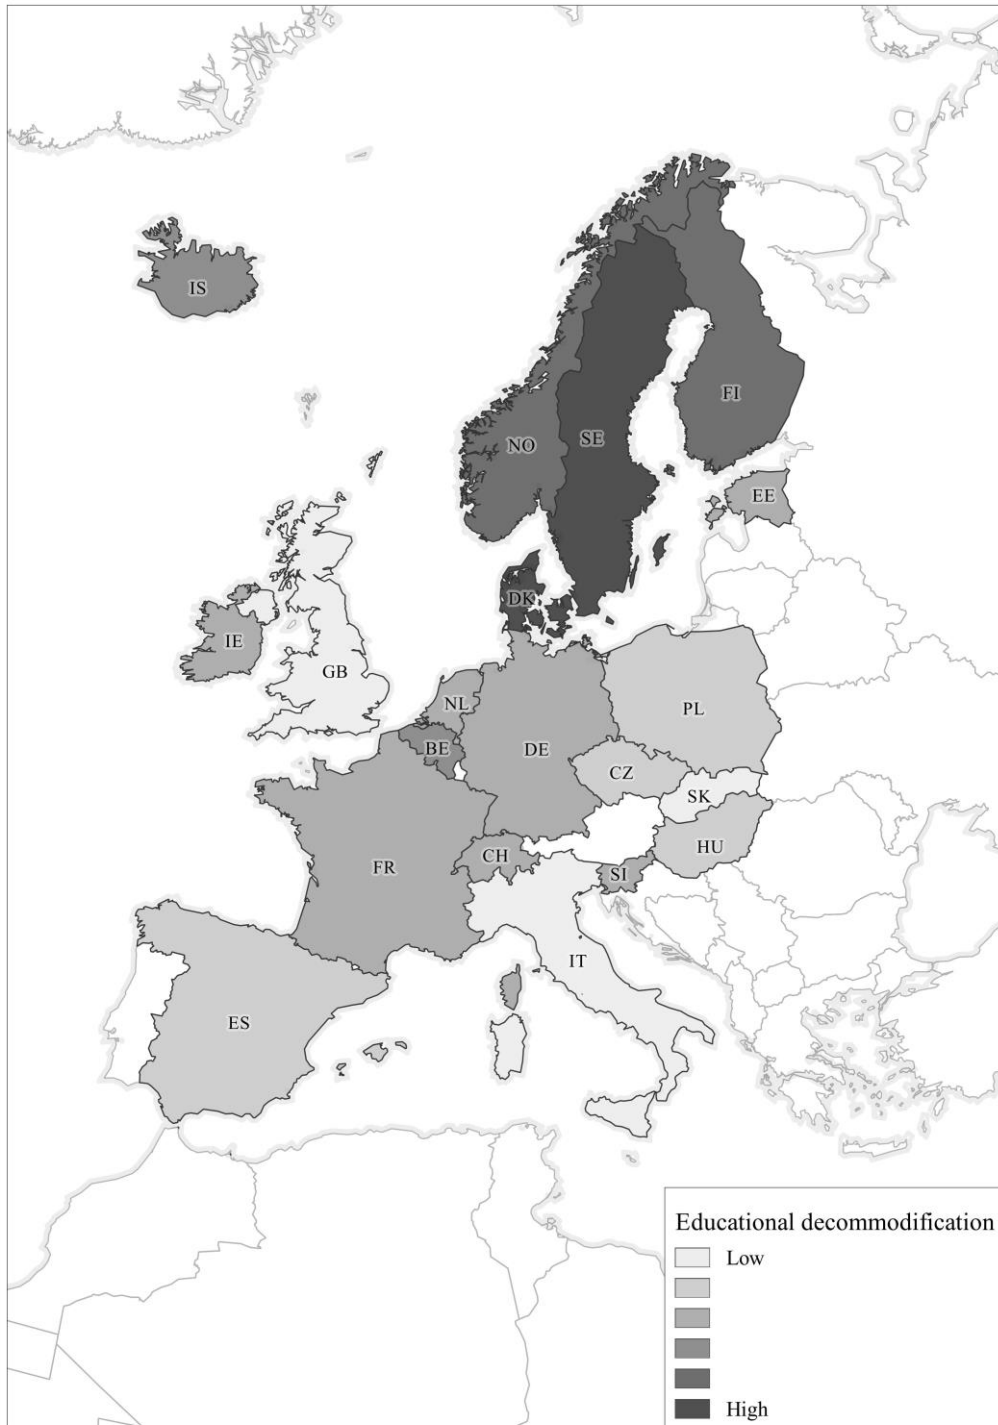 IS
FI
NO
SE
EE
DK
IE
GB
NL
PL
BE
DE
CZ
SK
HU
FR
CH
SI
IT
ES
Educational decommodification
Low
High